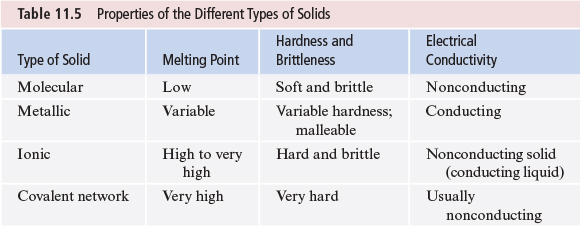 Table 11.5 Properties of the Different Types of Solids
Type of Solid
Melting Point
Hardness and
Brittleness
Electrical
Conductivity
Molecular
Low
Soft and brittle
Nonconducting
Metallic
Variable
Variable hardness;
malleable
Conducting
Ionic
High to very
high
Hard and brittle
Nonconducting solid
(conducting liquid)
Covalent network
Very high
Very hard
Usually
nonconducting